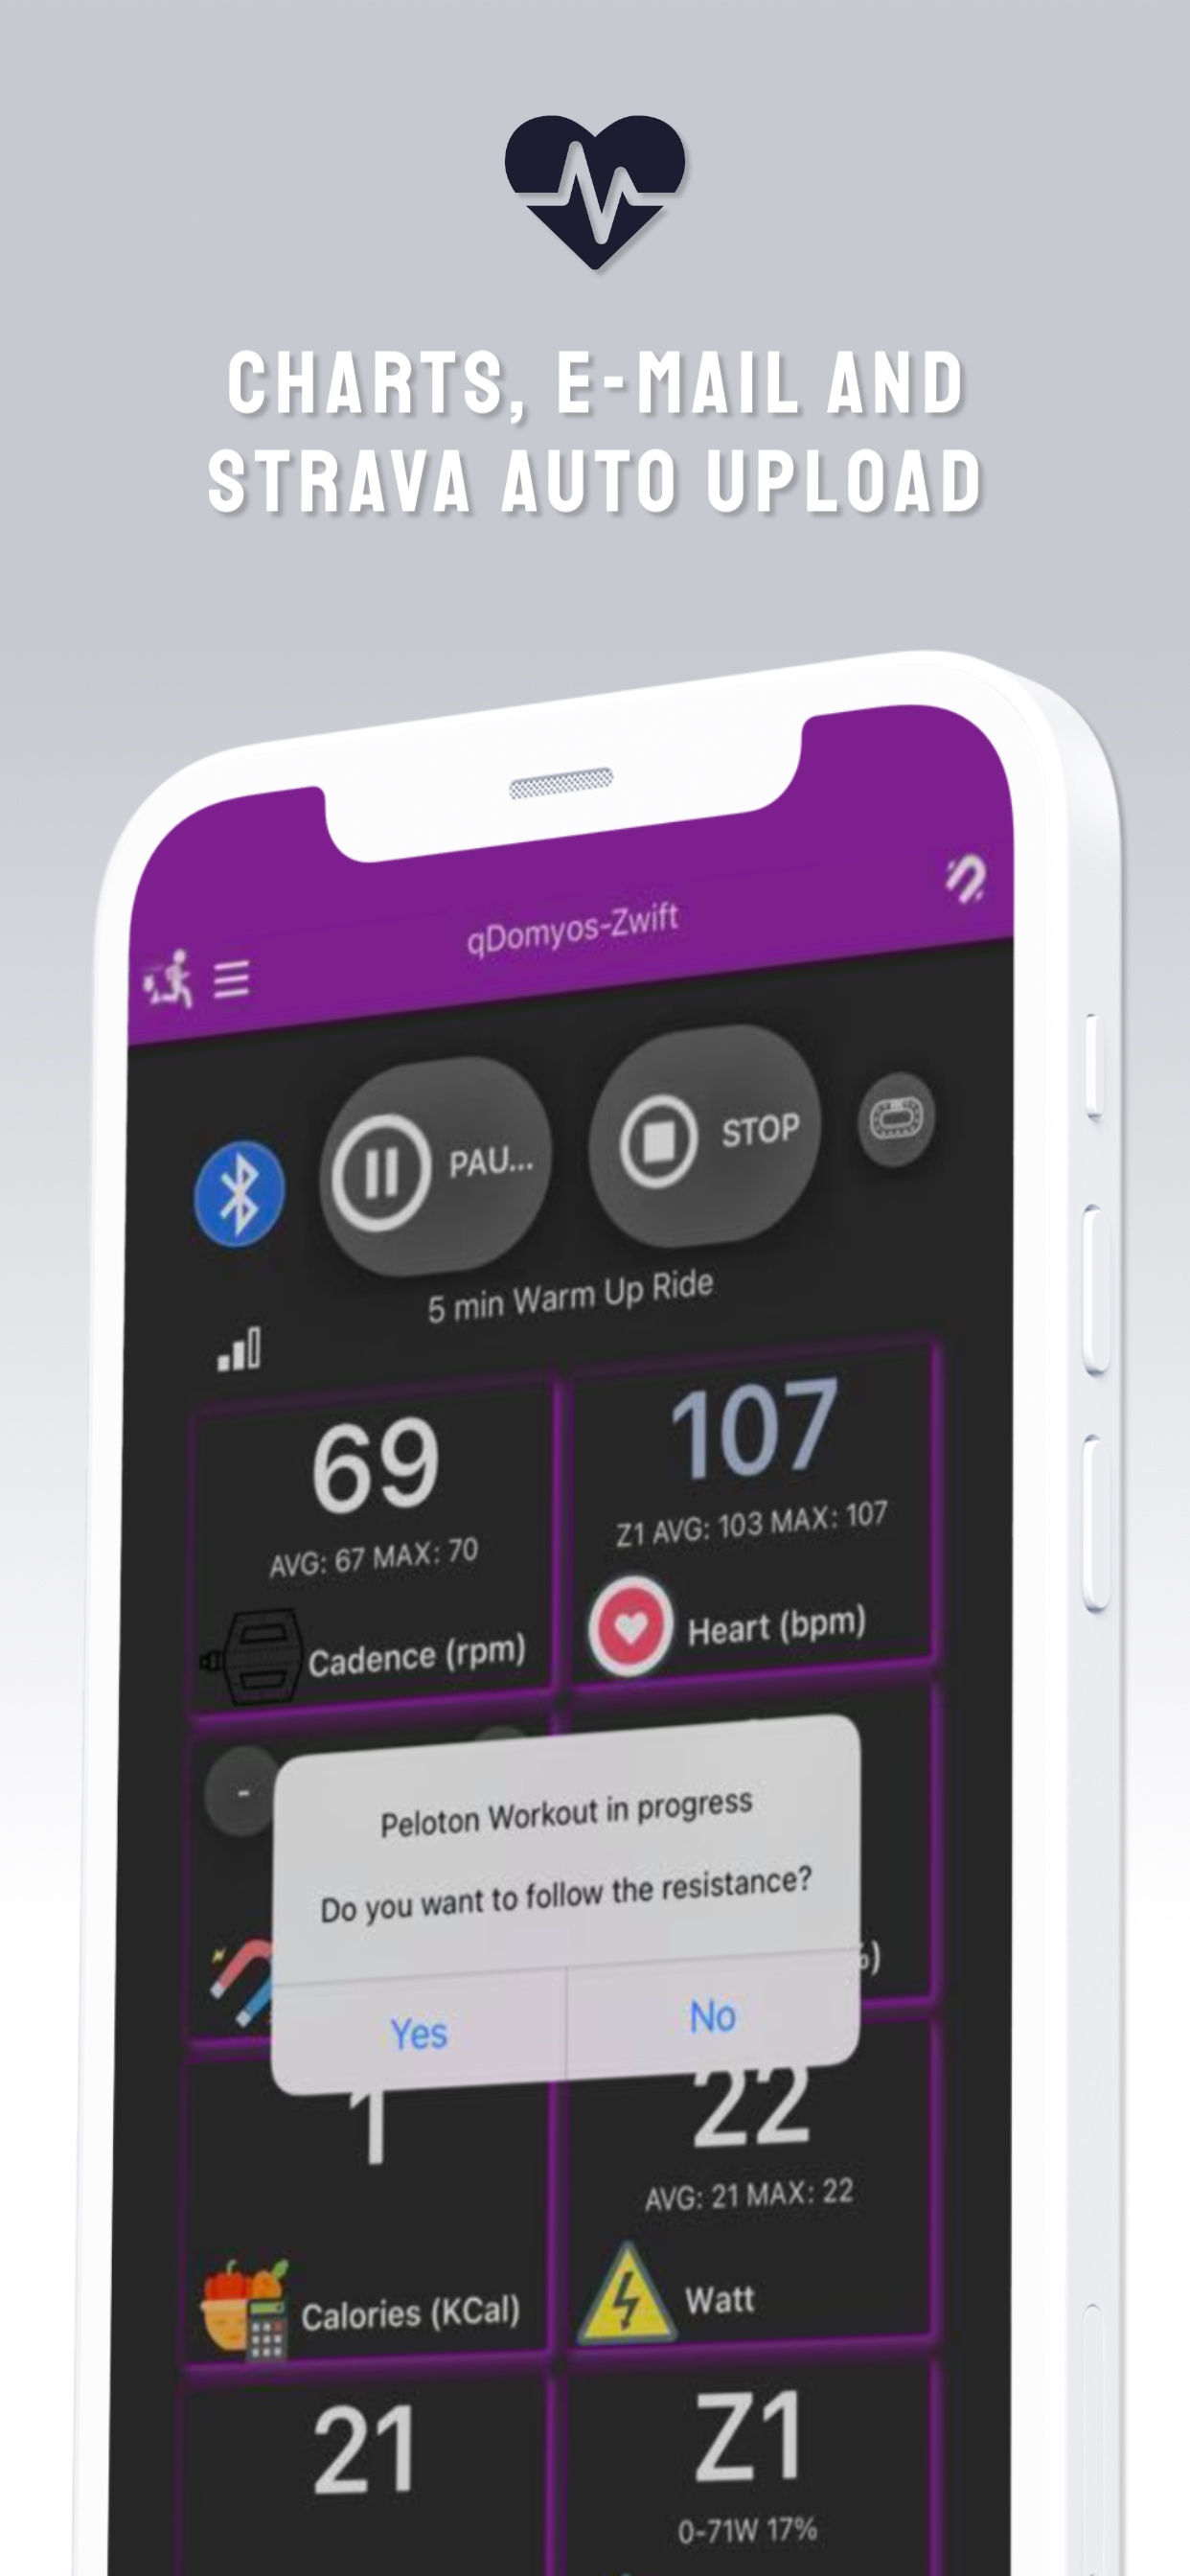 CHARTS, E-MAIL AND
STRAVA AUTO UPLOAD
qDomyos-Zwift
PAU...
STOP
5 min Warm Up Ride
69
AVG: 67 MAX: 70
Cadence (rpm)
107
Z1 AVG: 103 MAX: 107
Heart (bpm)
-
Peloton Workout in progress
Do you want to follow the resistance?
Yes
No
%)
1
Calories (KCal)
22
AVG: 21 MAX: 22
Watt
21
Z1
0-71W 17%